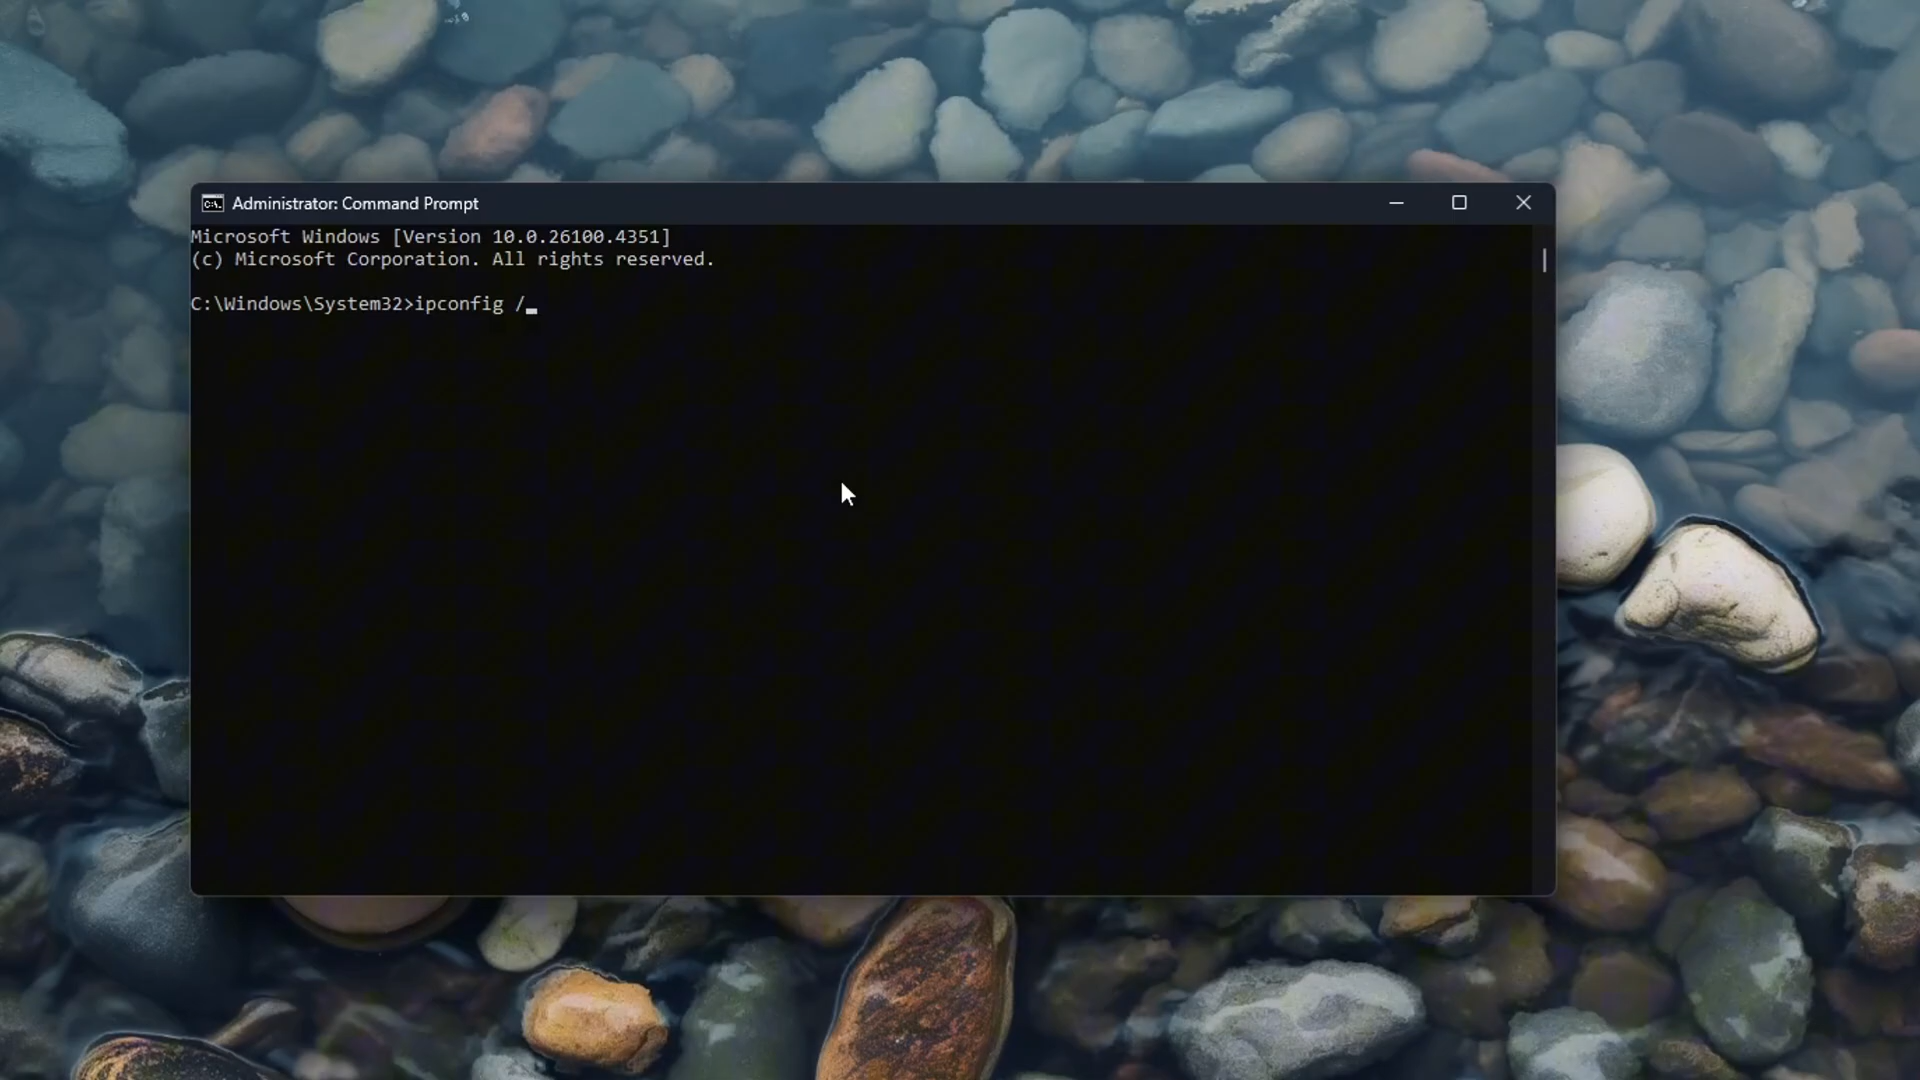 Administrator: Command Prompt
Microsoft Windows [Version 10.0.26100.4351]
(c) Microsoft Corporation. All rights reserved.
C:\Windows\System32>ipconfig /